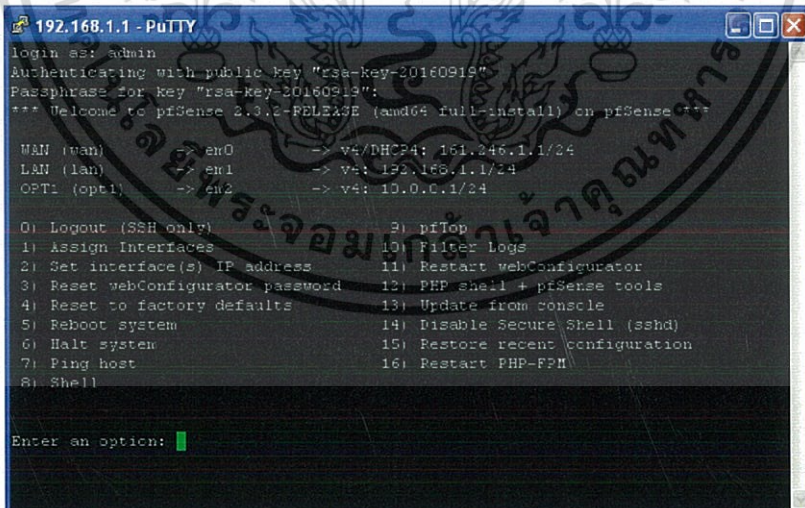 192.168.1.1 - PuTTY
login as: admin
Authenticating with public key "rsa-key-20160919"
Passphrase for key "rsa-key-20160919":
*** Welcome to pfSense 2.3.2-RELEASE (amd64 full-install) on pfSense ***
WAN (wan) -> em0 -> v4/DHCP4: 161.246.1.1/24
LAN (lan) -> em1 -> v4: 192.168.1.1/24
OPT1 (opt1) -> em2 -> v4: 10.0.0.1/24
0) Logout (SSH only) 9) pfTop
1) Assign Interfaces 10) Filter Logs
2) Set interface(s) IP address 11) Restart webConfigurator
3) Reset webConfigurator password 12) PHP shell + pfSense tools
4) Reset to factory defaults 13) Update from console
5) Reboot system 14) Disable Secure Shell (sshd)
6) Halt system 15) Restore recent configuration
7) Ping host 16) Restart PHP-FPM
8) Shell
Enter an option: